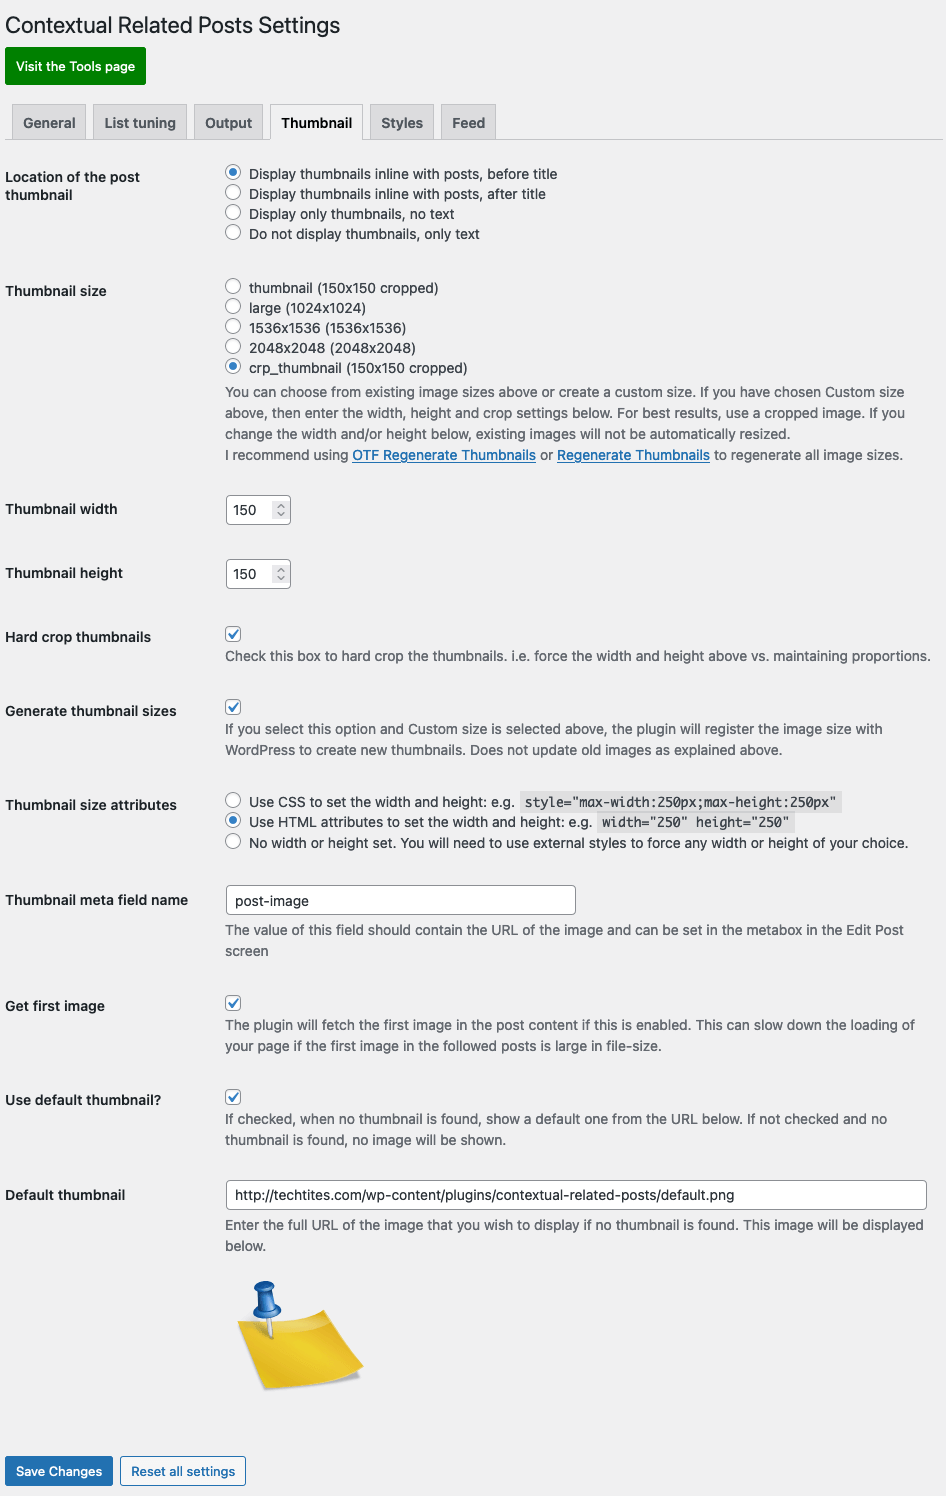 Contextual Related Posts Settings
Visit the Tools page
General
List tuning
Output
Thumbnail
Styles
Feed
Location of the post
thumbnail
Display thumbnails inline with posts, before title
Display thumbnails inline with posts, after title
Display only thumbnails, no text
Do not display thumbnails, only text
Thumbnail size
thumbnail (150x150 cropped)
large (1024x1024)
1536x1536 (1536x1536)
2048x2048 (2048x2048)
crp_thumbnail (150x150 cropped)
You can choose from existing image sizes above or create a custom size. If you have chosen Custom size
above, then enter the width, height and crop settings below. For best results, use a cropped image. If you
change the width and/or height below, existing images will not be automatically resized.
I recommend using OTF Regenerate Thumbnails or Regenerate Thumbnails to regenerate all image sizes.
Thumbnail width
150
Thumbnail height
150
Hard crop thumbnails
Check this box to hard crop the thumbnails. i.e. force the width and height above vs. maintaining proportions.
Generate thumbnail sizes
If you select this option and Custom size is selected above, the plugin will register the image size with
WordPress to create new thumbnails. Does not update old images as explained above.
Thumbnail size attributes
Use CSS to set the width and height: e.g. style="max-width:250px;max-height:250px"
Use HTML attributes to set the width and height: e.g. width="250" height="250"
No width or height set. You will need to use external styles to force any width or height of your choice.
Thumbnail meta field name
post-image
The value of this field should contain the URL of the image and can be set in the metabox in the Edit Post
screen
Get first image
The plugin will fetch the first image in the post content if this is enabled. This can slow down the loading of
your page if the first image in the followed posts is large in file-size.
Use default thumbnail?
If checked, when no thumbnail is found, show a default one from the URL below. If not checked and no
thumbnail is found, no image will be shown.
Default thumbnail
http://techtites.com/wp-content/plugins/contextual-related-posts/default.png
Enter the full URL of the image that you wish to display if no thumbnail is found. This image will be displayed
below.
Save Changes
Reset all settings